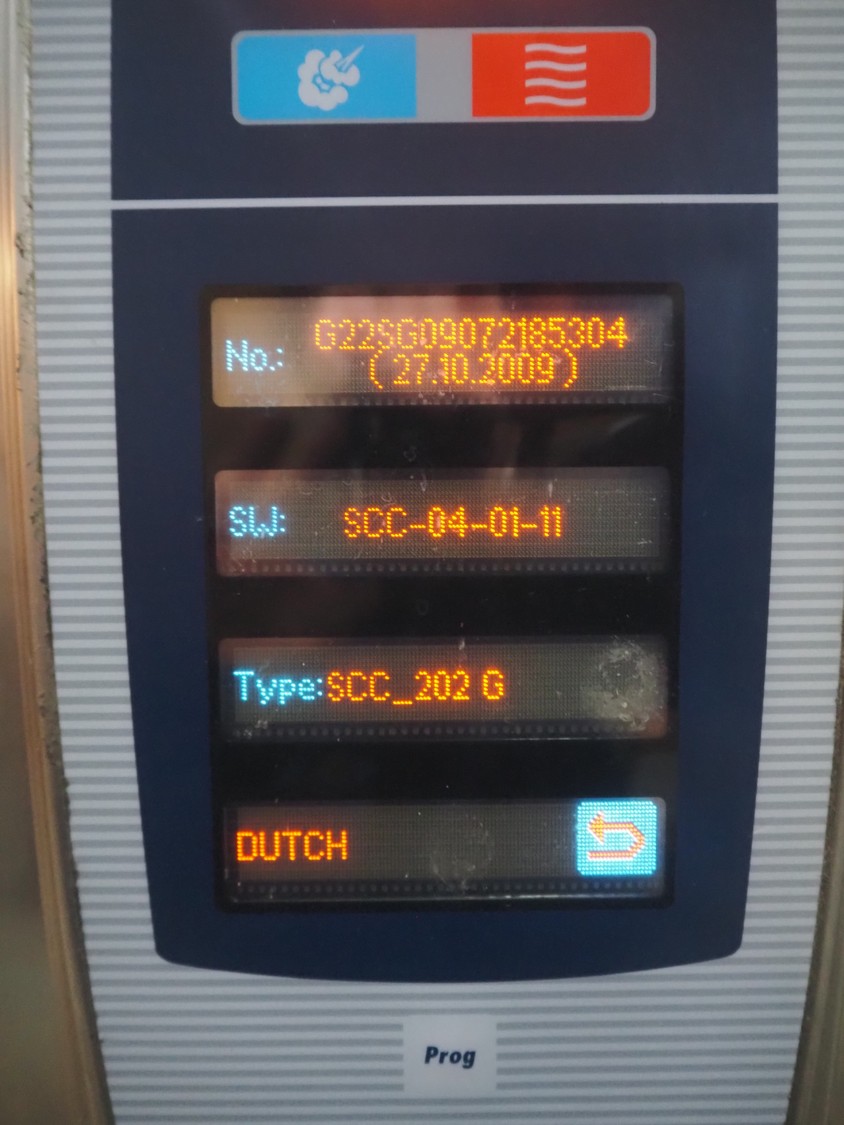 No.: G22SG09072185304
( 27.10.2009 )
SW: SCC-04-01-11
Type: SCC_202 G
DUTCH
Prog